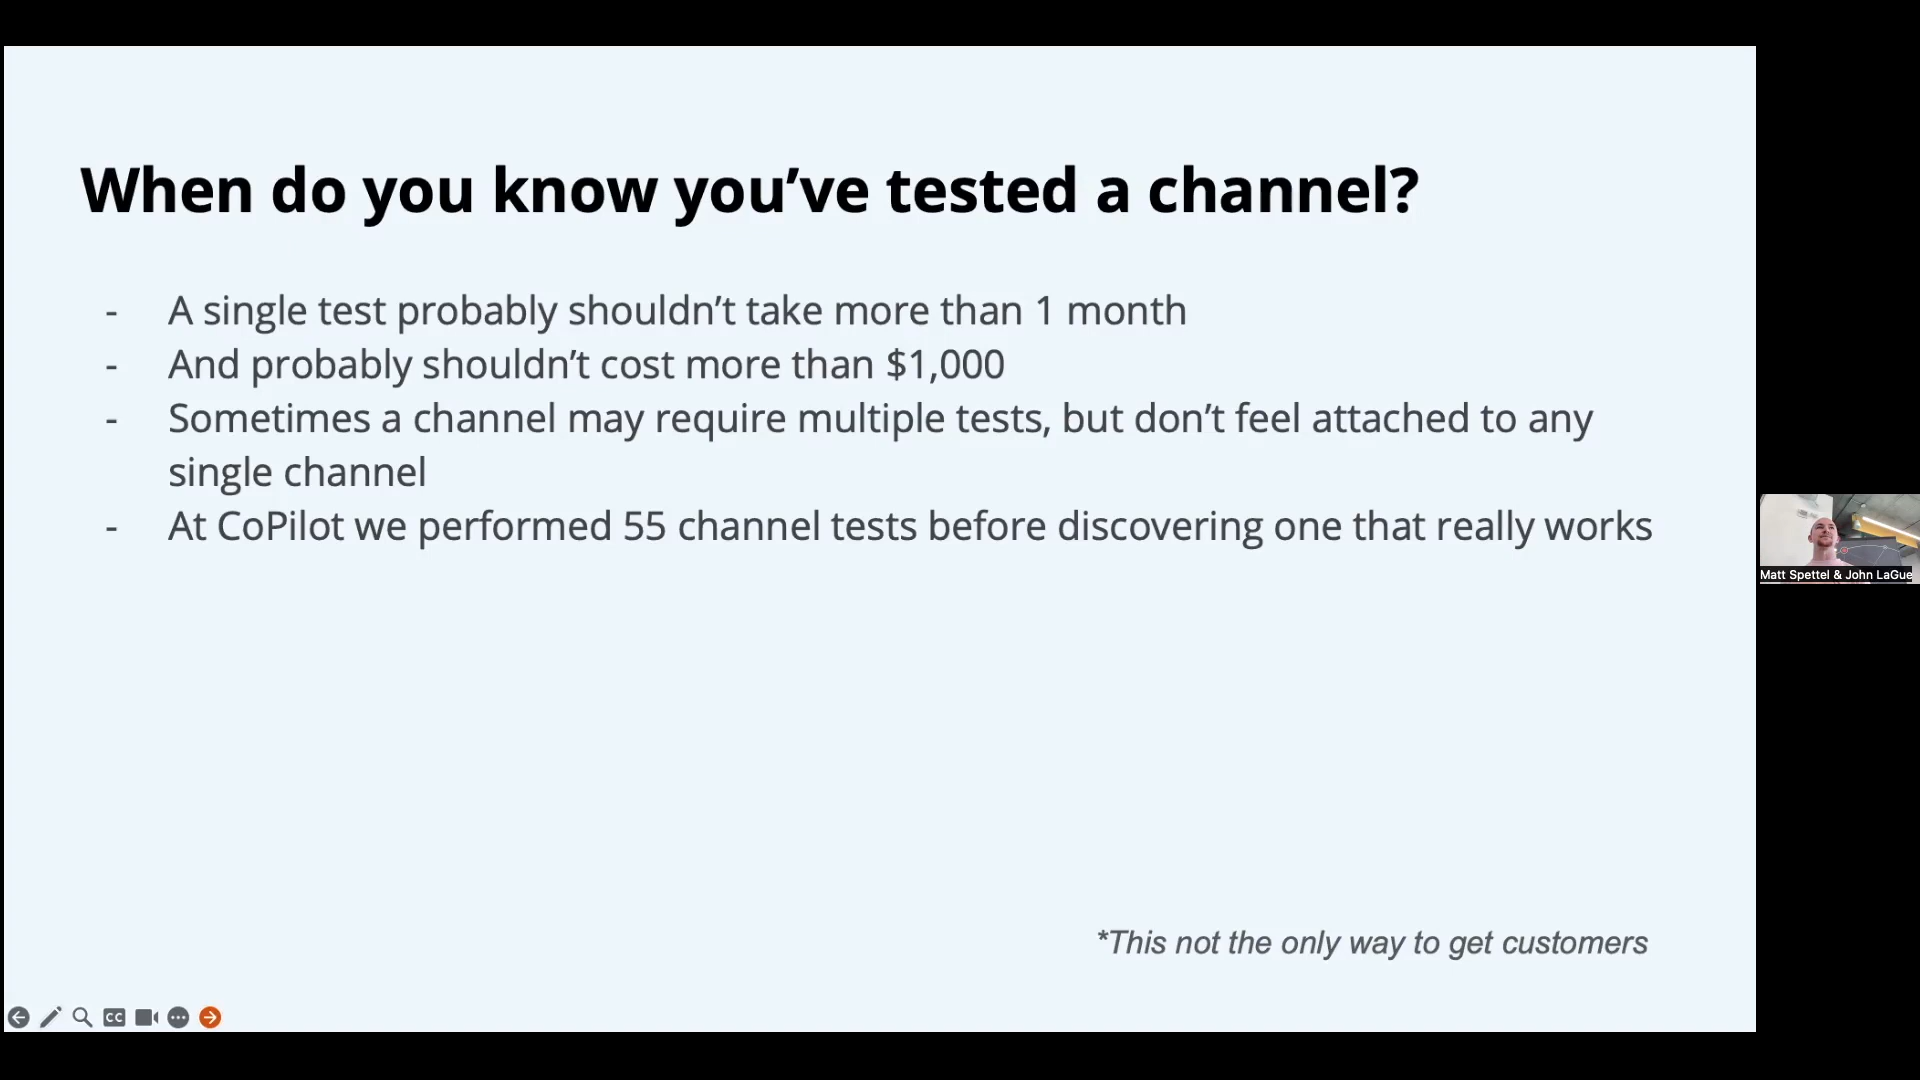 When do you know you’ve tested a channel?
- A single test probably shouldn’t take more than 1 month
- And probably shouldn’t cost more than $1,000
- Sometimes a channel may require multiple tests, but don’t feel attached to any
single channel
- At CoPilot we performed 55 channel tests before discovering one that really works
Matt Spettel & John LaGue
*This not the only way to get customers
CC